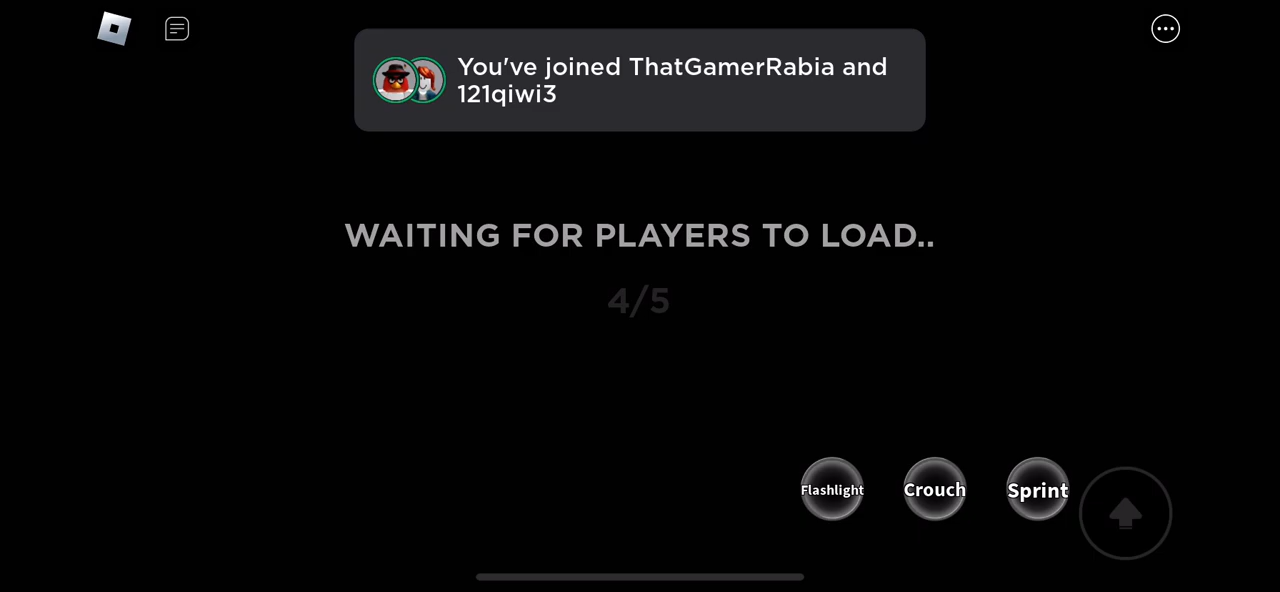 You've joined ThatGamerRabia and
121qiwi3
WAITING FOR PLAYERS TO LOAD..
4/5
Flashlight
Crouch
Sprint